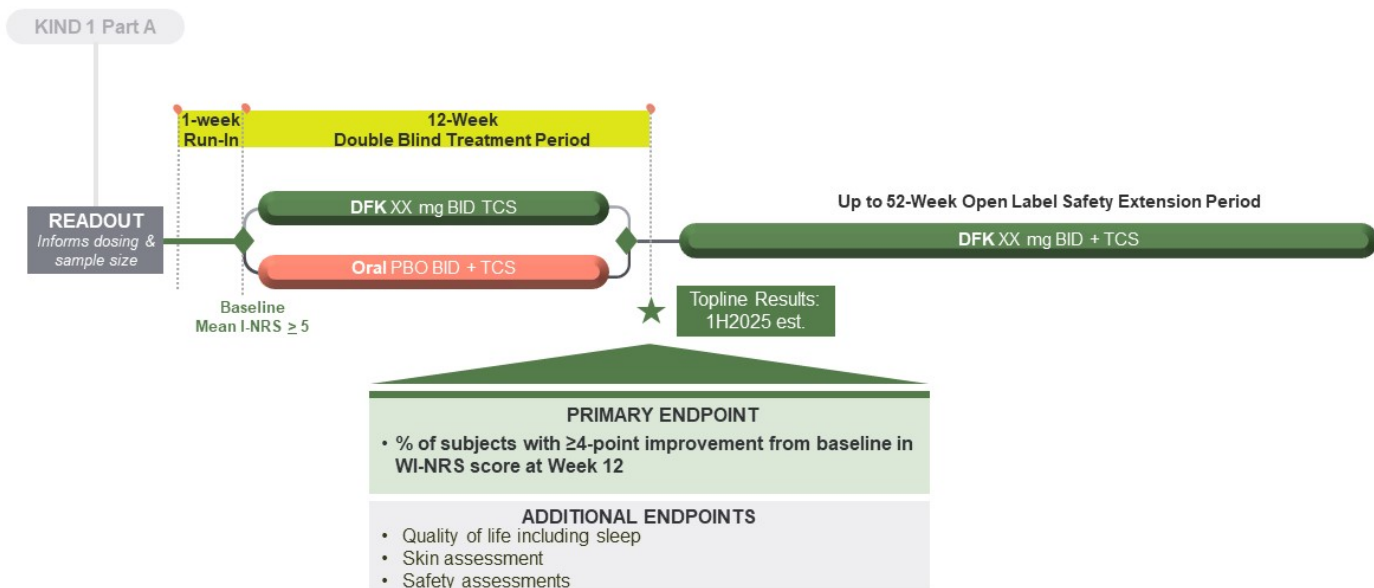 KIND 1 Part A
1-week
Run-In
12-Week
Double Blind Treatment Period
READOUT
Informs dosing &
sample size
DFK XX mg BID TCS
Oral PBO BID + TCS
Up to 52-Week Open Label Safety Extension Period
DFK XX mg BID + TCS
Baseline
Mean I-NRS ≥ 5
Topline Results:
1H2025 est.
PRIMARY ENDPOINT
• % of subjects with ≥4-point improvement from baseline in
WI-NRS score at Week 12
ADDITIONAL ENDPOINTS
• Quality of life including sleep
• Skin assessment
• Safety assessments